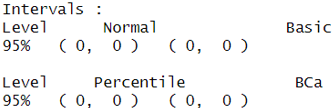 Intervals :
Level Normal Basic
95% ( 0, 0 ) ( 0, 0 )
Level Percentile BCa
95% ( 0, 0 ) ( 0, 0 )